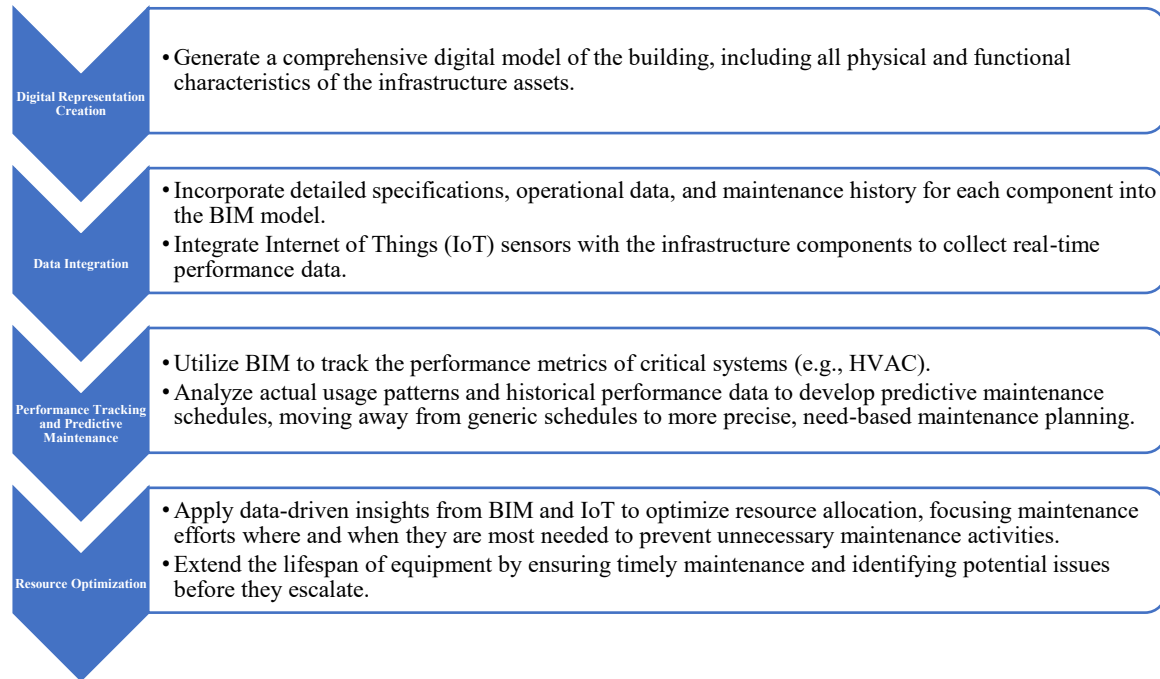 Digital Representation
Creation
• Generate a comprehensive digital model of the building, including all physical and functional
characteristics of the infrastructure assets.
Data Integration
• Incorporate detailed specifications, operational data, and maintenance history for each component into
the BIM model.
• Integrate Internet of Things (IoT) sensors with the infrastructure components to collect real-time
performance data.
Performance Tracking
and Predictive
Maintenance
• Utilize BIM to track the performance metrics of critical systems (e.g., HVAC).
• Analyze actual usage patterns and historical performance data to develop predictive maintenance
schedules, moving away from generic schedules to more precise, need-based maintenance planning.
Resource Optimization
• Apply data-driven insights from BIM and IoT to optimize resource allocation, focusing maintenance
efforts where and when they are most needed to prevent unnecessary maintenance activities.
• Extend the lifespan of equipment by ensuring timely maintenance and identifying potential issues
before they escalate.